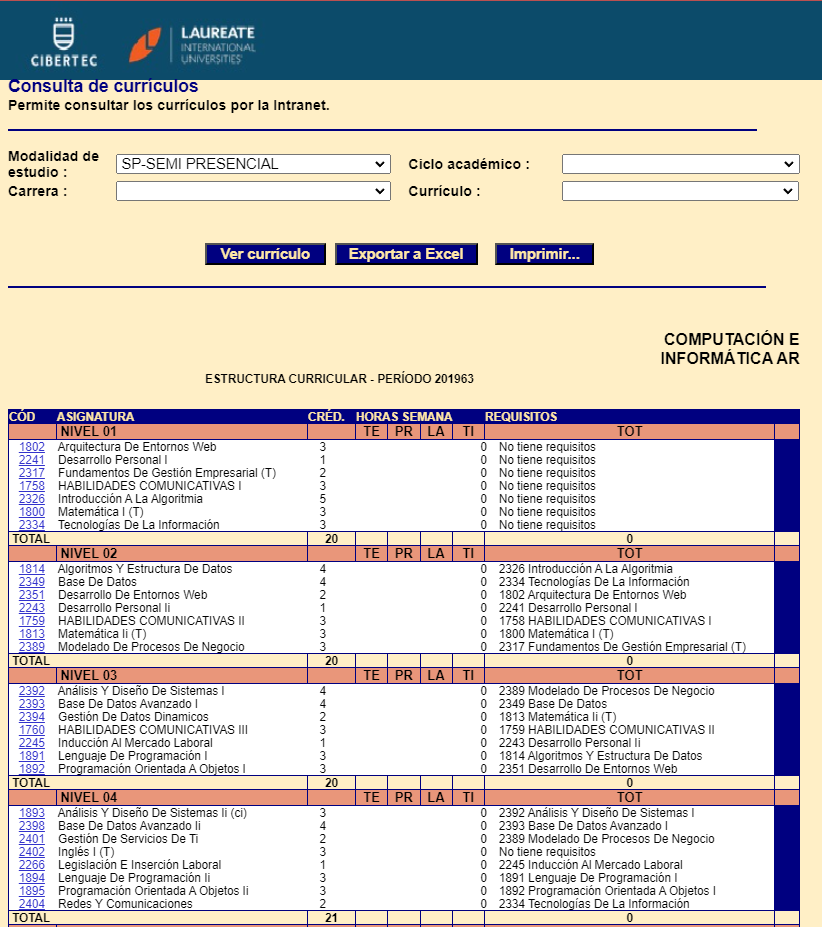 CIBERTEC
LAUREATE
INTERNATIONAL
UNIVERSITIES
Consulta de currículos
Permite consultar los currículos por la Intranet.
Modalidad de estudio : SP-SEMI PRESENCIAL Ciclo académico :
Carrera : Currículo :
Ver currículo Exportar a Excel Imprimir...
COMPUTACIÓN E
INFORMÁTICA AR
ESTRUCTURA CURRICULAR - PERÍODO 201963
CÓD ASIGNATURA CRÉD. HORAS SEMANA REQUISITOS
NIVEL 01 TE PR LA TI TOT
1802 Arquitectura De Entornos Web 3 0 No tiene requisitos
2241 Desarrollo Personal I 1 0 No tiene requisitos
2317 Fundamentos De Gestión Empresarial (T) 2 0 No tiene requisitos
1758 HABILIDADES COMUNICATIVAS I 3 0 No tiene requisitos
2326 Introducción A La Algoritmia 5 0 No tiene requisitos
1800 Matemática I (T) 3 0 No tiene requisitos
2334 Tecnologías De La Información 3 0 No tiene requisitos
TOTAL 20 0
NIVEL 02 TE PR LA TI TOT
1814 Algoritmos Y Estructura De Datos 4 0 2326 Introducción A La Algoritmia
2349 Base De Datos 4 0 2334 Tecnologías De La Información
2351 Desarrollo De Entornos Web 2 0 1802 Arquitectura De Entornos Web
2243 Desarrollo Personal Ii 1 0 2241 Desarrollo Personal I
1759 HABILIDADES COMUNICATIVAS II 3 0 1758 HABILIDADES COMUNICATIVAS I
1813 Matemática Ii (T) 3 0 1800 Matemática I (T)
2389 Modelado De Procesos De Negocio 3 0 2317 Fundamentos De Gestión Empresarial (T)
TOTAL 20 0
NIVEL 03 TE PR LA TI TOT
2392 Análisis Y Diseño De Sistemas I 4 0 2389 Modelado De Procesos De Negocio
2393 Base De Datos Avanzado I 4 0 2349 Base De Datos
2394 Gestión De Datos Dinamicos 2 0 1813 Matemática Ii (T)
1760 HABILIDADES COMUNICATIVAS III 3 0 1759 HABILIDADES COMUNICATIVAS II
2245 Inducción Al Mercado Laboral 1 0 2243 Desarrollo Personal Ii
1891 Lenguaje De Programación I 3 0 1814 Algoritmos Y Estructura De Datos
1892 Programación Orientada A Objetos I 3 0 2351 Desarrollo De Entornos Web
TOTAL 20 0
NIVEL 04 TE PR LA TI TOT
1893 Análisis Y Diseño De Sistemas Ii (ci) 3 0 2392 Análisis Y Diseño De Sistemas I
2398 Base De Datos Avanzado Ii 4 0 2393 Base De Datos Avanzado I
2401 Gestión De Servicios De Ti 2 0 2389 Modelado De Procesos De Negocio
2402 Inglés I (T) 3 0 No tiene requisitos
2266 Legislación E Inserción Laboral 1 0 2245 Inducción Al Mercado Laboral
1894 Lenguaje De Programación Ii 3 0 1891 Lenguaje De Programación I
1895 Programación Orientada A Objetos Ii 3 0 1892 Programación Orientada A Objetos I
2404 Redes Y Comunicaciones 2 0 2334 Tecnologías De La Información
TOTAL 21 0